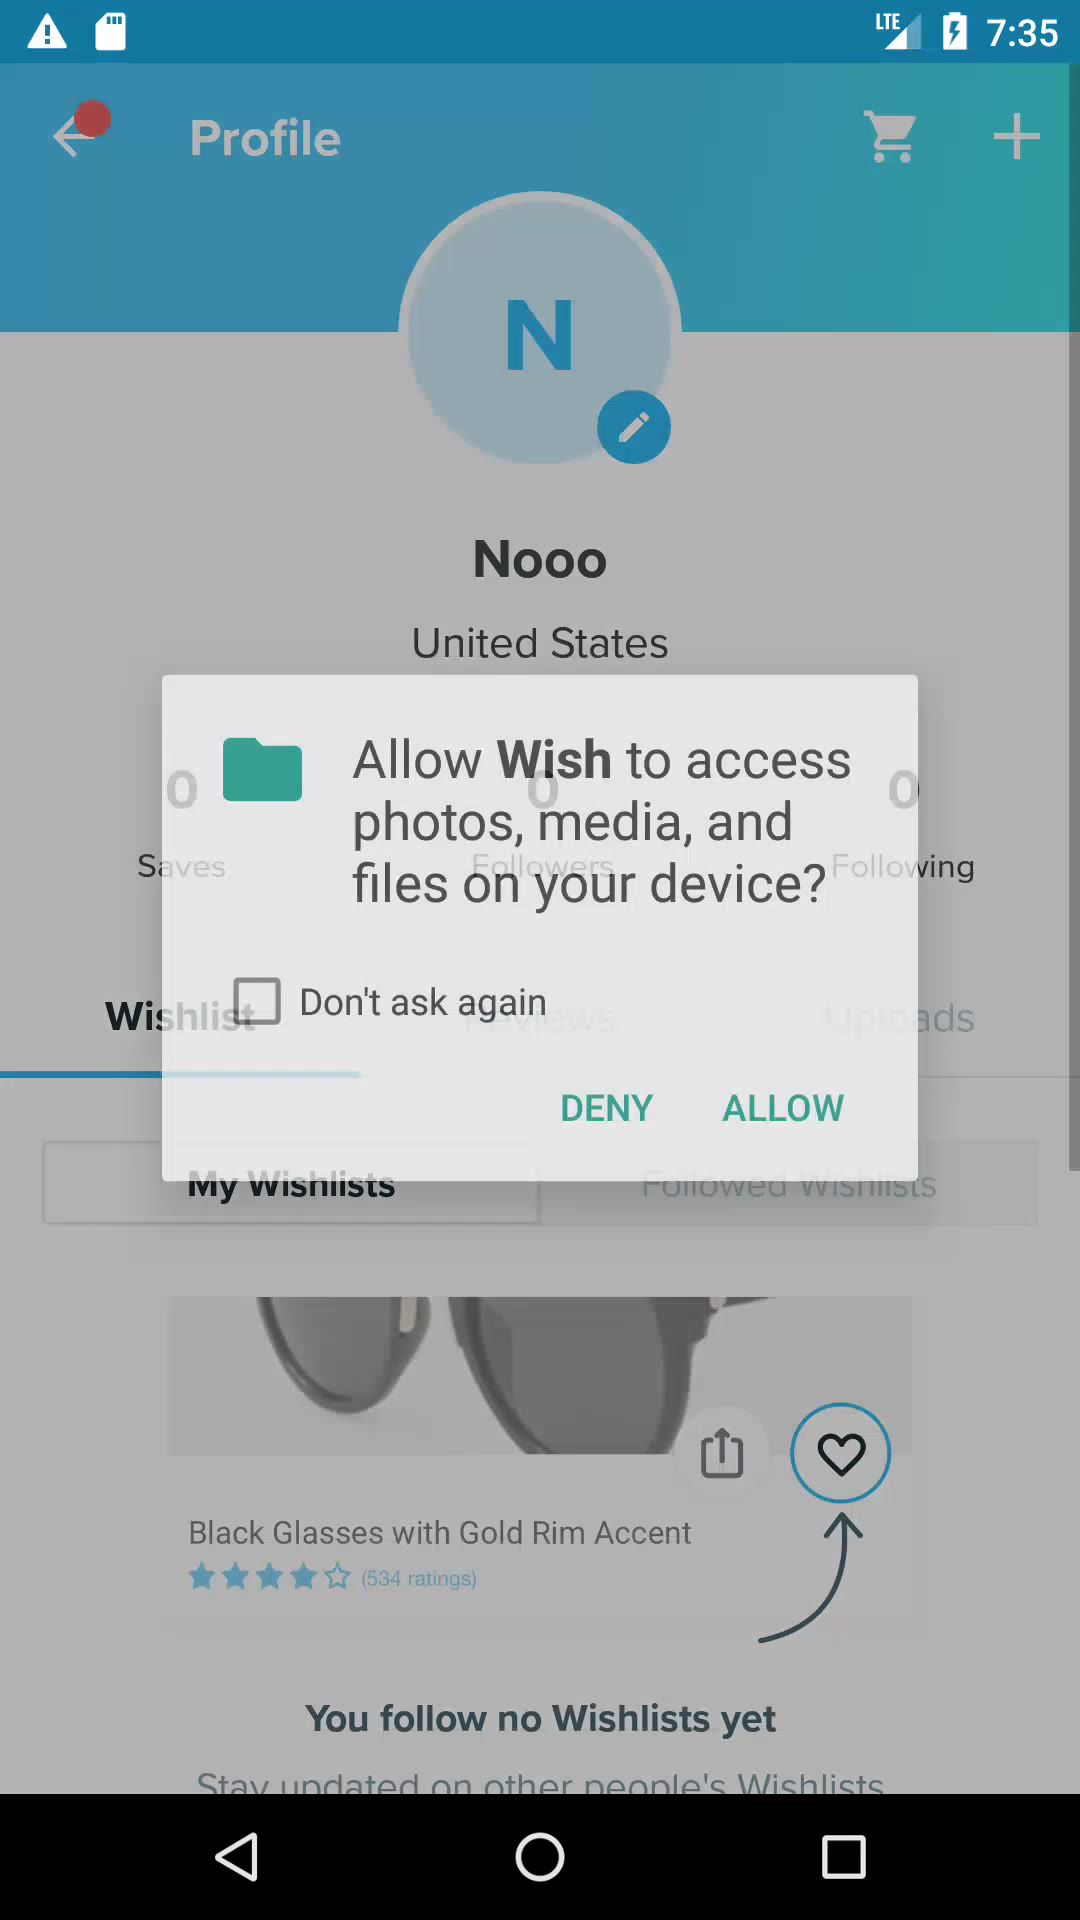 LTE 7:35
Profile
N
Nooo
United States
Allow Wish to access
photos, media, and
files on your device?
0 0 0
Saves Followers Following
Don't ask again
Wishlist Reviews Uploads
DENY ALLOW
My Wishlists Followed Wishlists
Black Glasses with Gold Rim Accent
(534 ratings)
You follow no Wishlists yet
Stay updated on other people's Wishlists